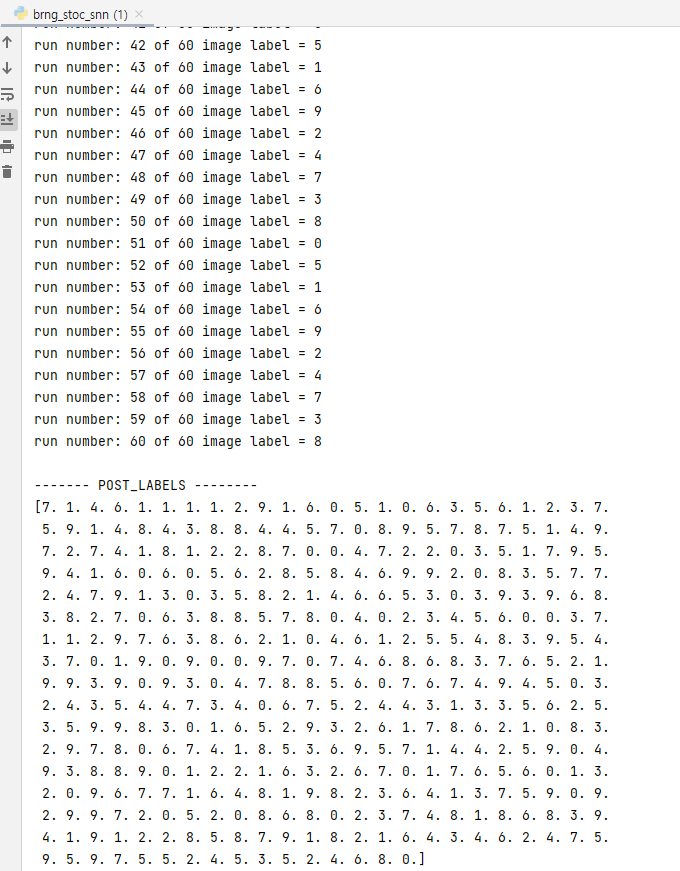 brng_stoc_snn (1)
run number: 42 of 60 image label = 5
run number: 43 of 60 image label = 1
run number: 44 of 60 image label = 6
run number: 45 of 60 image label = 9
run number: 46 of 60 image label = 2
run number: 47 of 60 image label = 4
run number: 48 of 60 image label = 7
run number: 49 of 60 image label = 3
run number: 50 of 60 image label = 8
run number: 51 of 60 image label = 0
run number: 52 of 60 image label = 5
run number: 53 of 60 image label = 1
run number: 54 of 60 image label = 6
run number: 55 of 60 image label = 9
run number: 56 of 60 image label = 2
run number: 57 of 60 image label = 4
run number: 58 of 60 image label = 7
run number: 59 of 60 image label = 3
run number: 60 of 60 image label = 8
------- POST_LABELS --------
[7. 1. 4. 6. 1. 1. 1. 1. 2. 9. 1. 6. 0. 5. 1. 0. 6. 3. 5. 6. 1. 2. 3. 7.
5. 9. 1. 4. 8. 4. 3. 8. 8. 4. 4. 5. 7. 0. 8. 9. 5. 7. 8. 7. 5. 1. 4. 9.
7. 2. 7. 4. 1. 8. 1. 2. 2. 8. 7. 0. 0. 4. 7. 2. 2. 0. 3. 5. 1. 7. 9. 5.
9. 4. 1. 6. 0. 6. 0. 5. 6. 2. 8. 5. 8. 4. 6. 9. 9. 2. 0. 8. 3. 5. 7. 7.
2. 4. 7. 9. 1. 3. 0. 3. 5. 8. 2. 1. 4. 6. 6. 5. 3. 0. 3. 9. 3. 9. 6. 8.
3. 8. 2. 7. 0. 6. 3. 8. 8. 5. 7. 8. 0. 4. 0. 2. 3. 4. 5. 6. 0. 0. 3. 7.
1. 1. 2. 9. 7. 6. 3. 8. 6. 2. 1. 0. 4. 6. 1. 2. 5. 5. 4. 8. 3. 9. 5. 4.
3. 7. 0. 1. 9. 0. 9. 0. 0. 9. 7. 0. 7. 4. 6. 8. 6. 8. 3. 7. 6. 5. 2. 1.
9. 9. 3. 9. 0. 9. 3. 0. 4. 7. 8. 8. 5. 6. 0. 7. 6. 7. 4. 9. 4. 5. 0. 3.
2. 4. 3. 5. 4. 4. 7. 3. 4. 0. 6. 7. 5. 2. 4. 4. 3. 1. 3. 3. 5. 6. 2. 5.
3. 5. 9. 9. 8. 3. 0. 1. 6. 5. 2. 9. 3. 2. 6. 1. 7. 8. 6. 2. 1. 0. 8. 3.
2. 9. 7. 8. 0. 6. 7. 4. 1. 8. 5. 3. 6. 9. 5. 7. 1. 4. 4. 2. 5. 9. 0. 4.
9. 3. 8. 8. 9. 0. 1. 2. 2. 1. 6. 3. 2. 6. 7. 0. 1. 7. 6. 5. 6. 0. 1. 3.
2. 0. 9. 6. 7. 7. 1. 6. 4. 8. 1. 9. 8. 2. 3. 6. 4. 1. 3. 7. 5. 9. 0. 9.
2. 9. 9. 7. 2. 0. 5. 2. 0. 8. 6. 8. 0. 2. 3. 7. 4. 8. 1. 8. 6. 8. 3. 9.
4. 1. 9. 1. 2. 2. 8. 5. 8. 7. 9. 1. 8. 2. 1. 6. 4. 3. 4. 6. 2. 4. 7. 5.
9. 5. 9. 7. 5. 5. 2. 4. 5. 3. 5. 2. 4. 6. 8. 0.]